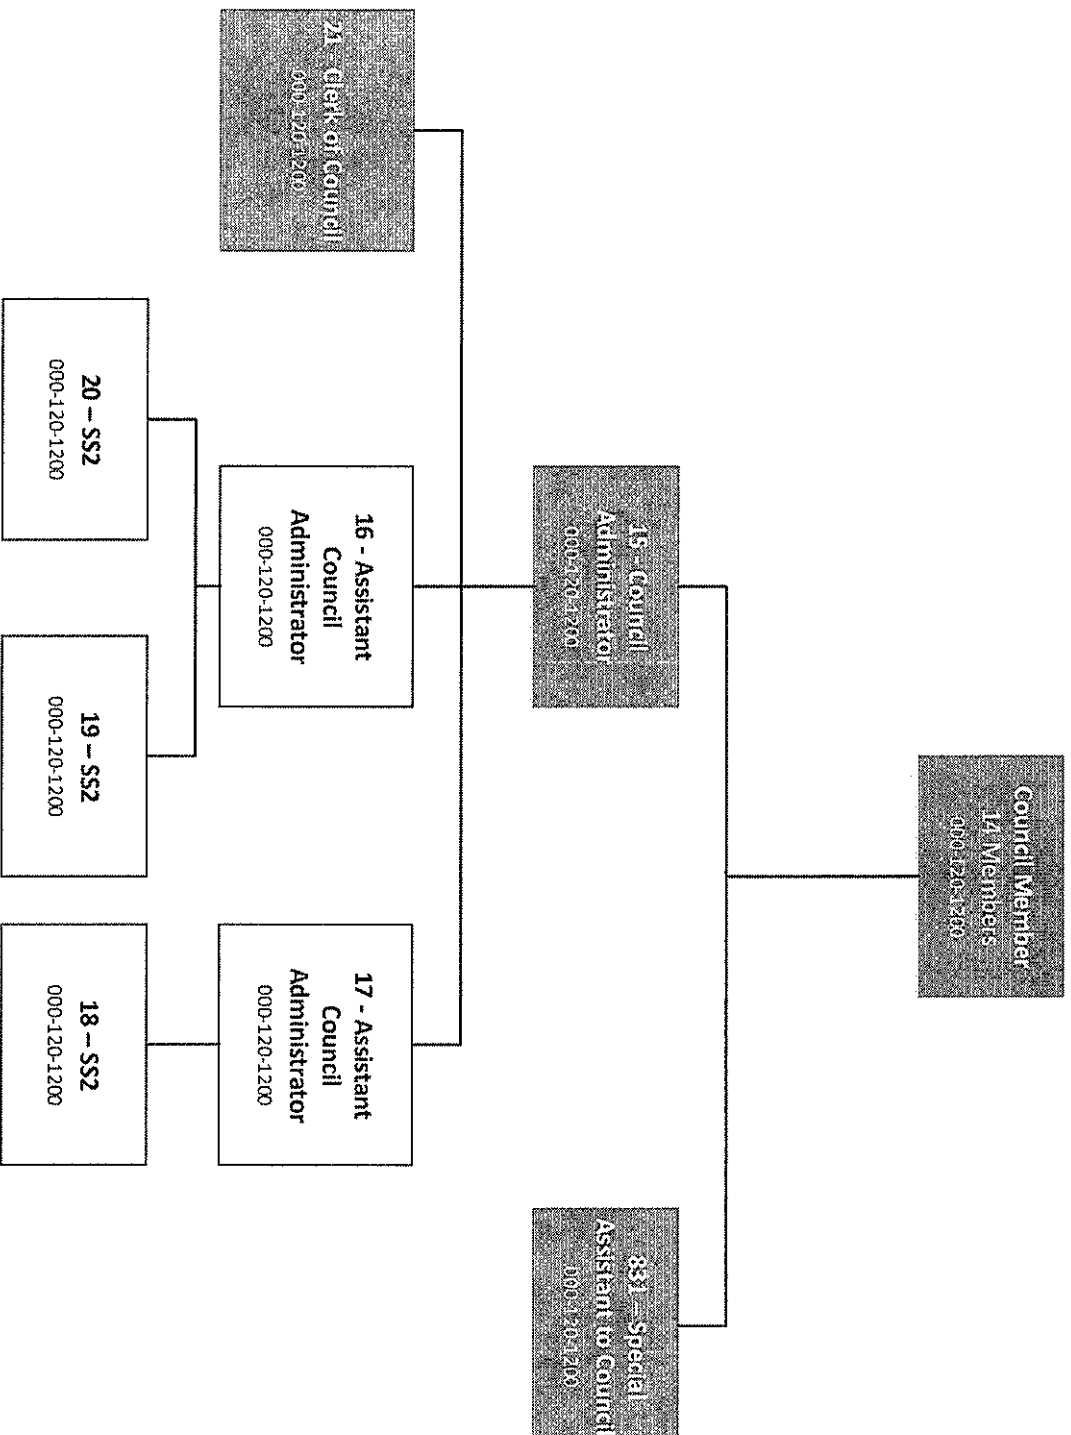 Council Member
14 Members
000-120-1200
15 - Council
Administrator
000-120-1200
831 – Special
Assistant to Council
000-120-1200
21 - Clerk of Council
000-120-1200
16 - Assistant
Council
Administrator
000-120-1200
17 - Assistant
Council
Administrator
000-120-1200
20 – SS2
000-120-1200
19 – SS2
000-120-1200
18 – SS2
000-120-1200